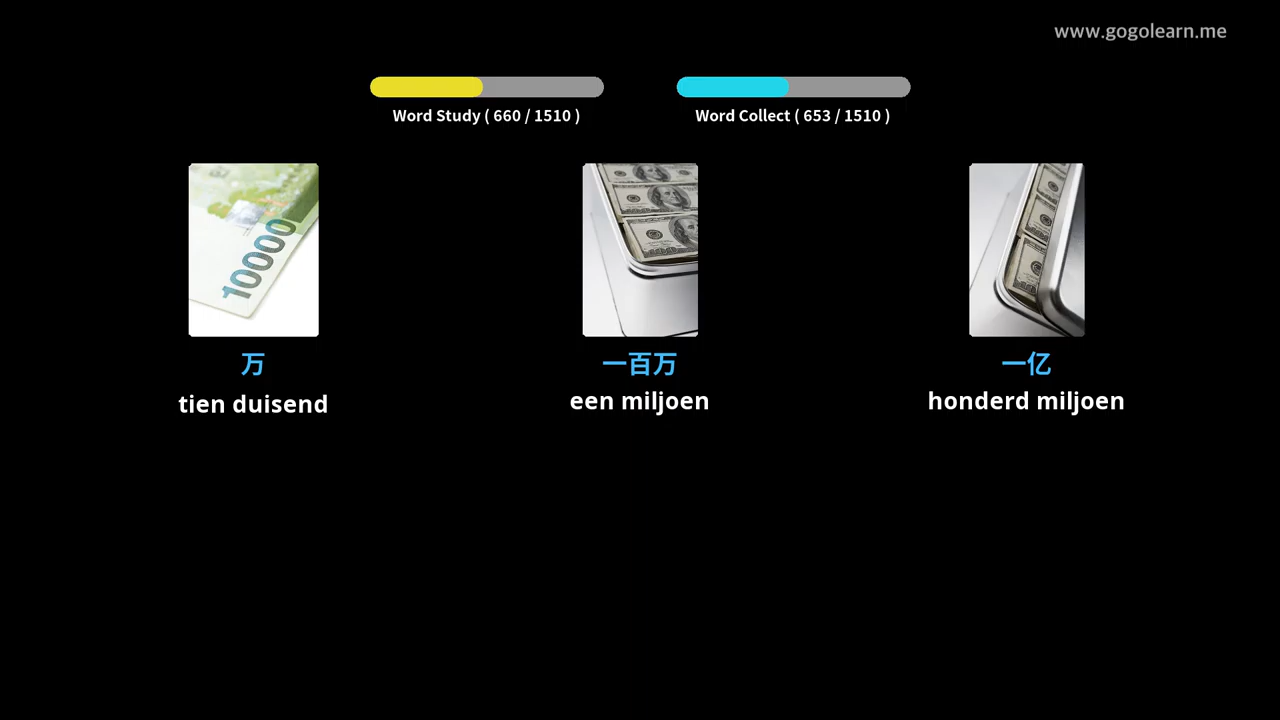 www.gogolearn.me
Word Study ( 660 / 1510 )
Word Collect ( 653 / 1510 )
10000
万
一百万
一亿
tien duisend
een miljoen
honderd miljoen